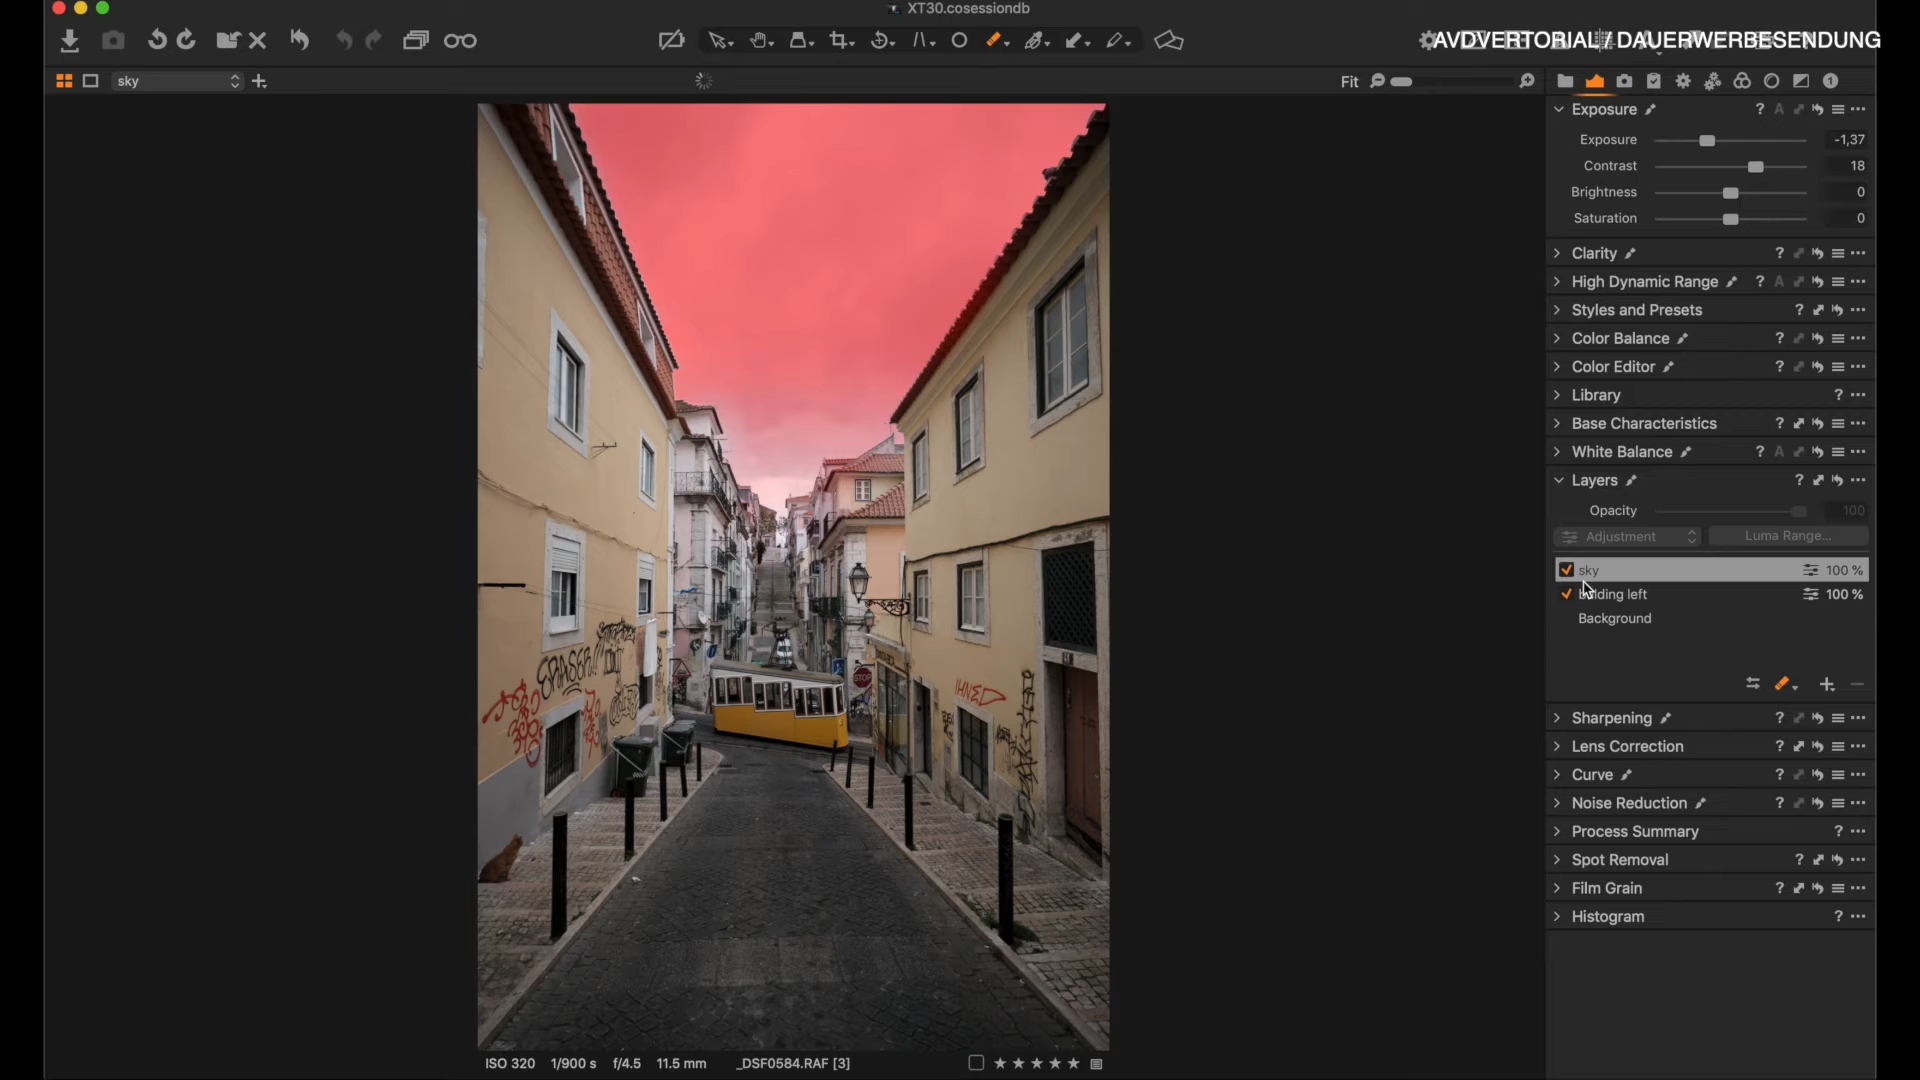 XT30.cosessiondb
AVDVERTORIAL / DAUERWERBESENDUNG
sky
Fit
Exposure
Exposure -1,37
Contrast 18
Brightness 0
Saturation 0
Clarity
High Dynamic Range
Styles and Presets
Color Balance
Color Editor
Library
Base Characteristics
White Balance
Layers
Opacity 100
Adjustment Luma Range...
sky 100 %
building left 100 %
Background
Sharpening
Lens Correction
Curve
Noise Reduction
Process Summary
Spot Removal
Film Grain
Histogram
STOP
ISO 320 1/900 s f/4.5 11.5 mm _DSF0584.RAF [3]